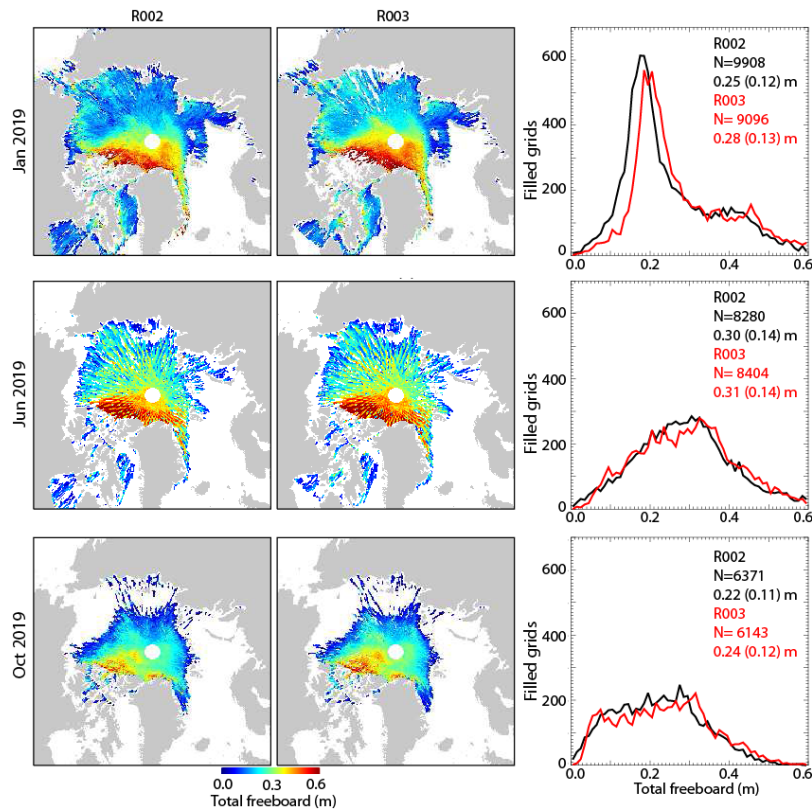 R002
R003
Jan 2019
600
400
200
0
0.0
0.2
0.4
0.6
Filled grids
R002
N=9908
0.25 (0.12) m
R003
N= 9096
0.28 (0.13) m
Jun 2019
600
400
200
0
0.0
0.2
0.4
0.6
Filled grids
R002
N=8280
0.30 (0.14) m
R003
N= 8404
0.31 (0.14) m
Oct 2019
600
400
200
0
0.0
0.2
0.4
0.6
Filled grids
R002
N=6371
0.22 (0.11) m
R003
N= 6143
0.24 (0.12) m
Total freeboard (m)
0.0
0.3
0.6
Total freeboard (m)